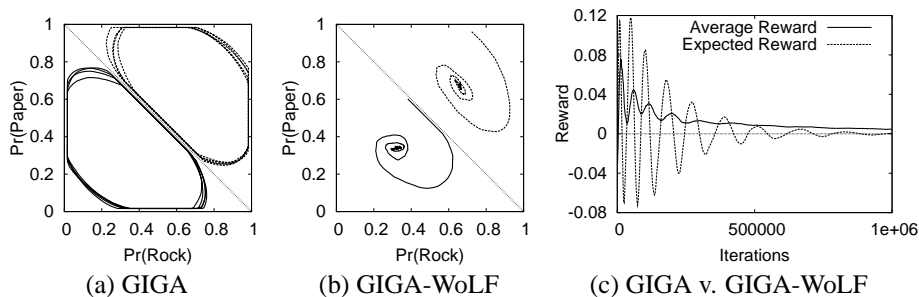 1
0.8
0.6
0.4
0.2
0
Pr(Paper)
0 0.2 0.4 0.6 0.8 1
Pr(Rock)
(a) GIGA
1
0.8
0.6
0.4
0.2
0
Pr(Paper)
0 0.2 0.4 0.6 0.8 1
Pr(Rock)
(b) GIGA-WoLF
0.12
0.08
0.04
0
-0.04
-0.08
Reward
Average Reward
Expected Reward
0 500000 1e+06
Iterations
(c) GIGA v. GIGA-WoLF